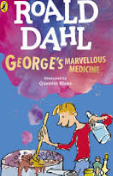 ROALD
DAHL
GEORGE'S
MARVELLOUS
MEDICINE
Illustrated by
Quentin Blake